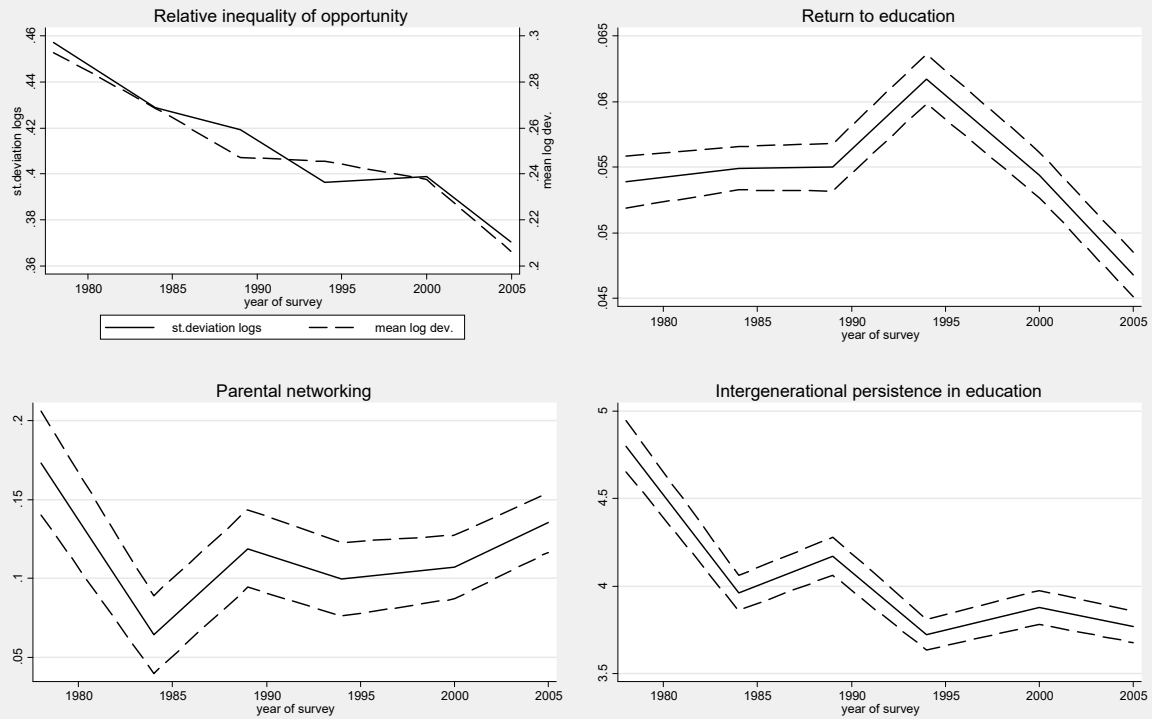 Relative inequality of opportunity
.46
.44
.42
.4
.38
.36
st.deviation logs
.3
.28
.26
.24
.22
.2
mean log dev.
1980 1985 1990 1995 2000 2005
year of survey
st.deviation logs mean log dev.
Return to education
.065
.06
.055
.05
.045
1980 1985 1990 1995 2000 2005
year of survey
Parental networking
.2
.15
.1
.05
1980 1985 1990 1995 2000 2005
year of survey
Intergenerational persistence in education
5
4.5
4
3.5
1980 1985 1990 1995 2000 2005
year of survey